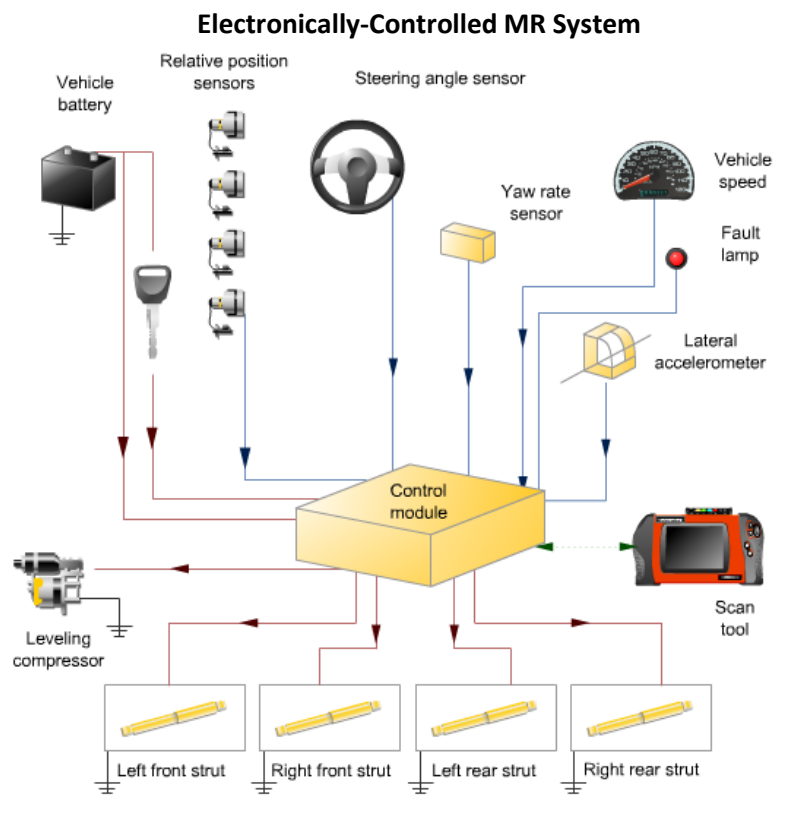 Electronically-Controlled MR System
Relative position
sensors
Steering angle sensor
Vehicle
battery
Vehicle
speed
Yaw rate
sensor
Fault
lamp
Lateral
accelerometer
Control
module
Scan
tool
Leveling
compressor
Left front strut
Right front strut
Left rear strut
Right rear strut